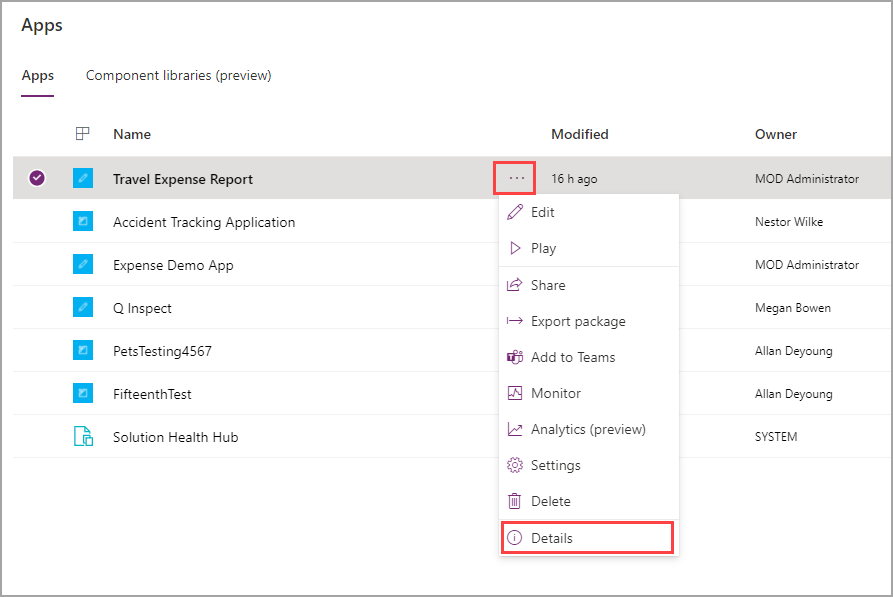 Apps
Apps Component libraries (preview)
Name Modified Owner
Travel Expense Report ··· 16 h ago MOD Administrator
Accident Tracking Application Nestor Wilke
Expense Demo App MOD Administrator
Q Inspect Megan Bowen
PetsTesting4567 Allan Deyoung
FifteenthTest Allan Deyoung
Solution Health Hub SYSTEM
Edit
Play
Share
Export package
Add to Teams
Monitor
Analytics (preview)
Settings
Delete
Details